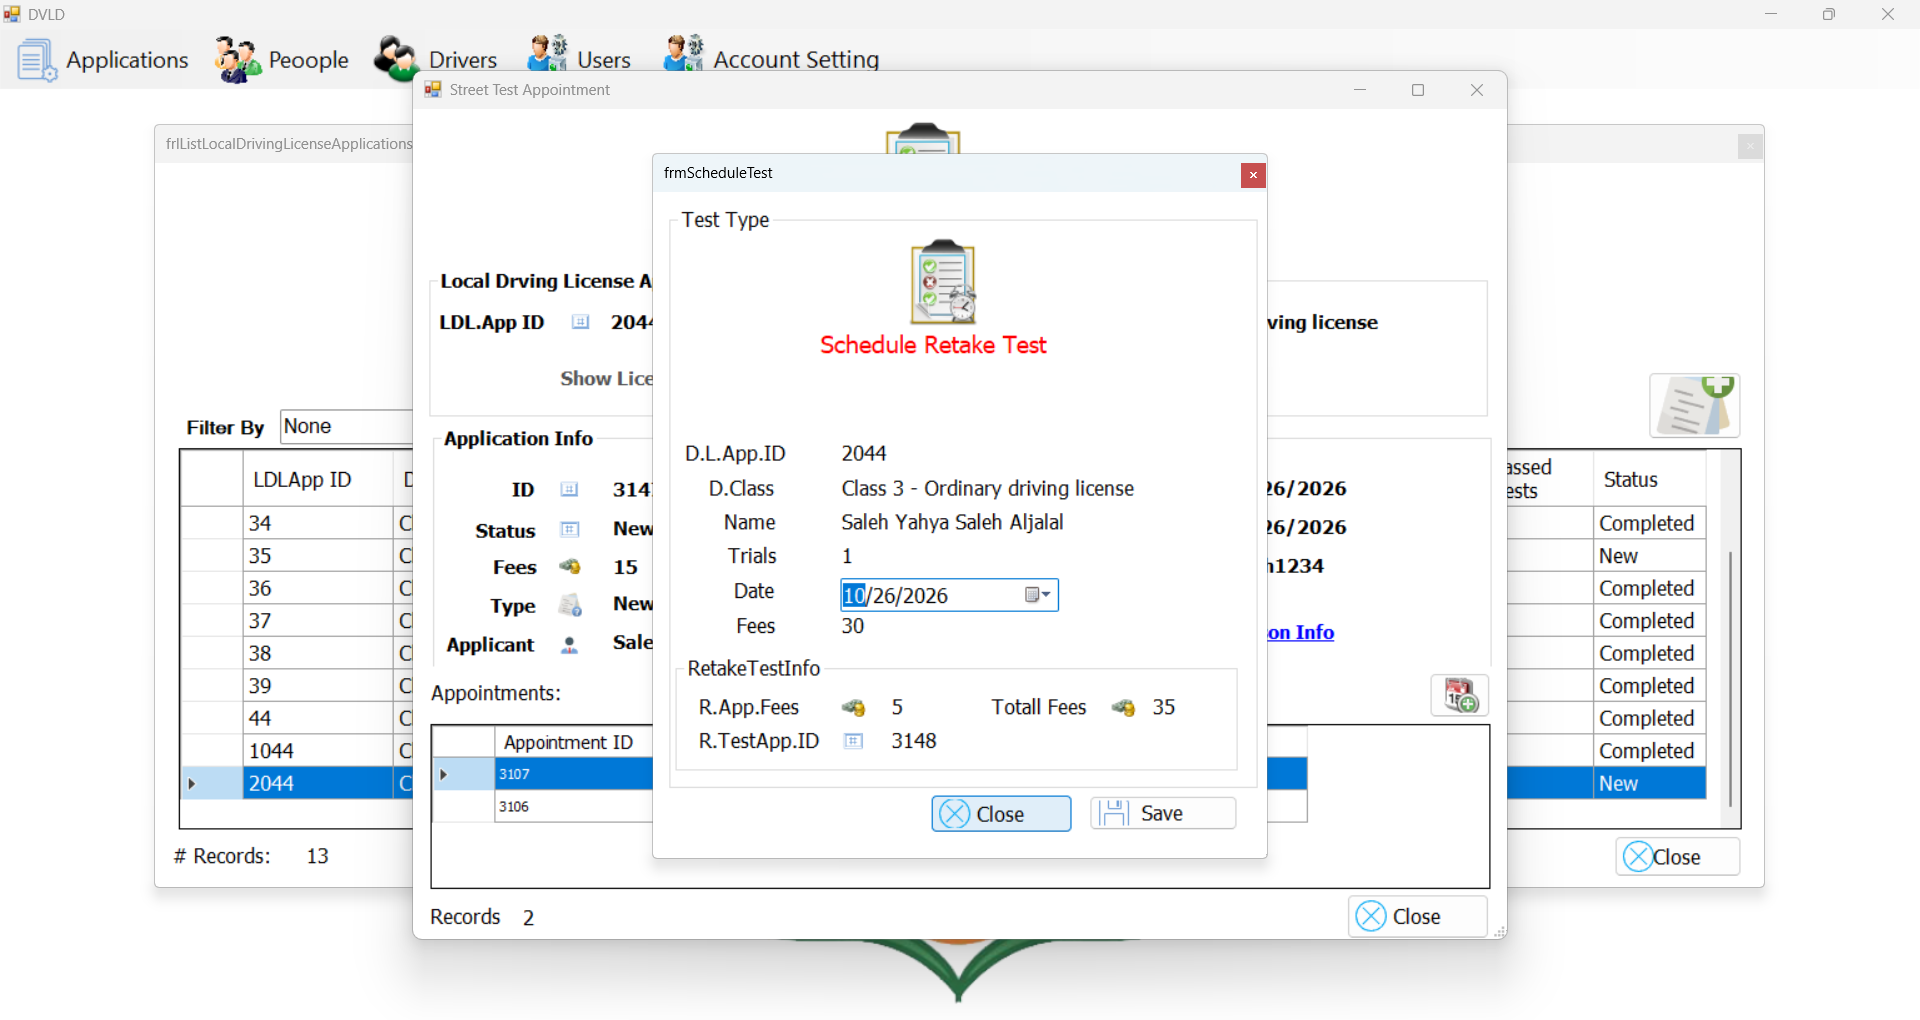 DVLD
Applications
Peoople
Drivers
Users
Account Setting
Street Test Appointment
frlListLocalDrivingLicenseApplications
frmScheduleTest
Test Type
Schedule Retake Test
Local Drving License A
LDL.App ID
ving license
Show Lice
Filter By None
Application Info
D.L.App.ID 2044
D.Class Class 3 - Ordinary driving license
Name Saleh Yahya Saleh Aljalal
Trials 1
Date 10/26/2026
Fees 30
RetakeTestInfo
R.App.Fees 5 Totall Fees 35
R.TestApp.ID 3148
Close Save
ID 314
Status New
Fees 15
Type New
Applicant Sale
26/2026
26/2026
h1234
on Info
Appointments:
Appointment ID
3107
3106
Records 2
Close
LDLApp ID
assed
ests
Status
34 Completed
35 New
36 Completed
37 Completed
38 Completed
39 Completed
44 Completed
1044 Completed
2044 New
# Records: 13
Close